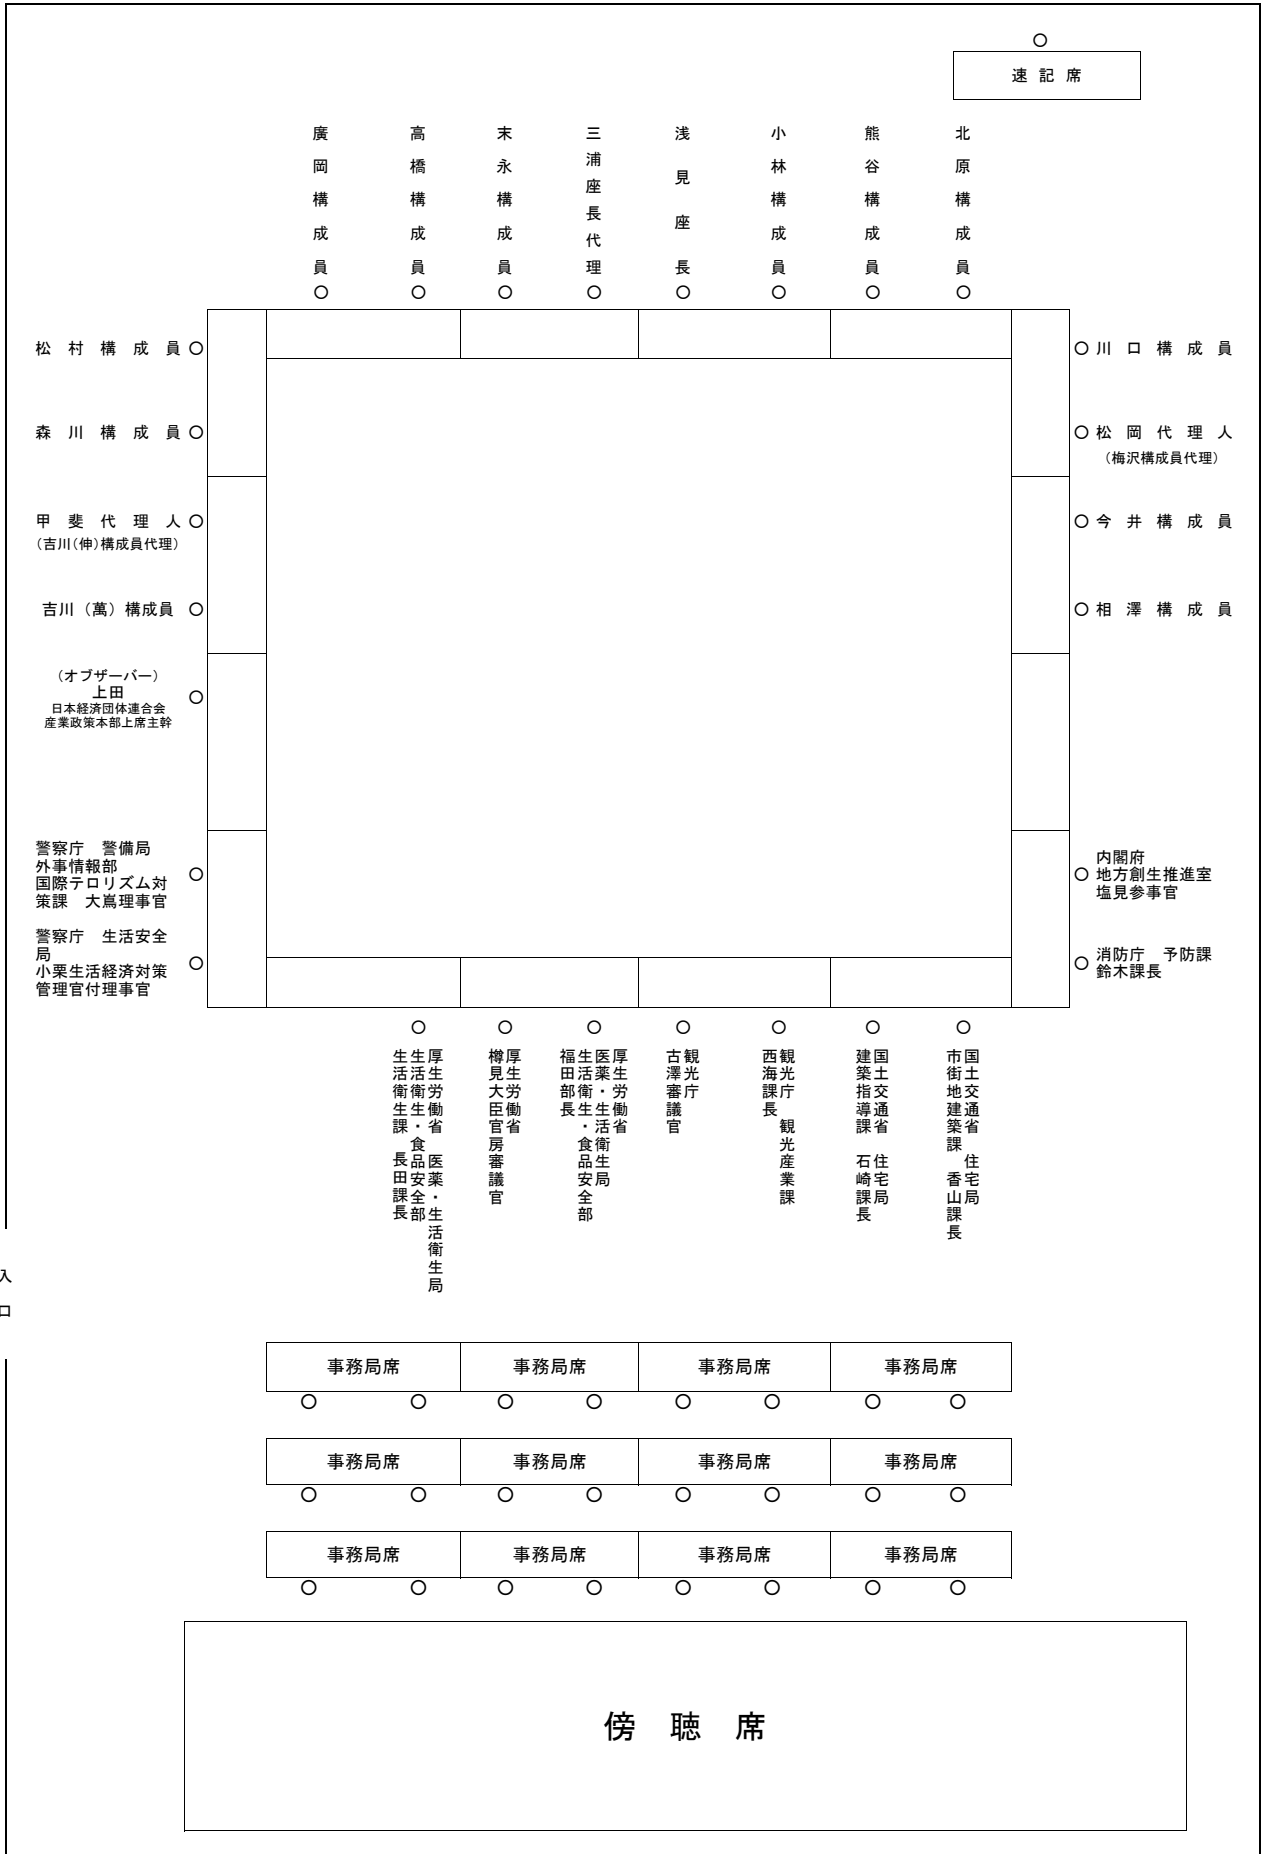 速記席
廣岡構成員
高橋構成員
末永構成員
三浦座長代理
浅見座長
小林構成員
熊谷構成員
北原構成員
松村構成員
森川構成員
甲斐代理人
（吉川（伸）構成員代理）
吉川（萬）構成員
（オブザーバー）
上田
日本経済団体連合会
産業政策本部上席主幹
警察庁　警備局
外事情報部
国際テロリズム対
策課　大嶌理事官
警察庁　生活安全
局
小栗生活経済対策
管理官付理事官
川口構成員
松岡代理人
（梅沢構成員代理）
今井構成員
相澤構成員
内閣府
地方創生推進室
塩見参事官
消防庁　予防課
鈴木課長
厚生労働省　医薬・生活衛生局
生活衛生・食品安全部
生活衛生課　長田課長
厚生労働省
樽見大臣官房審議官
厚生労働省
医薬・生活衛生局
生活衛生・食品安全部
福田部長
観光庁
古澤審議官
観光庁　観光産業課
西海課長
国土交通省　住宅局
建築指導課　石崎課長
国土交通省　住宅局
市街地建築課　香山課長
入
口
事務局席
事務局席
事務局席
事務局席
事務局席
事務局席
事務局席
事務局席
事務局席
事務局席
事務局席
事務局席
傍聴席